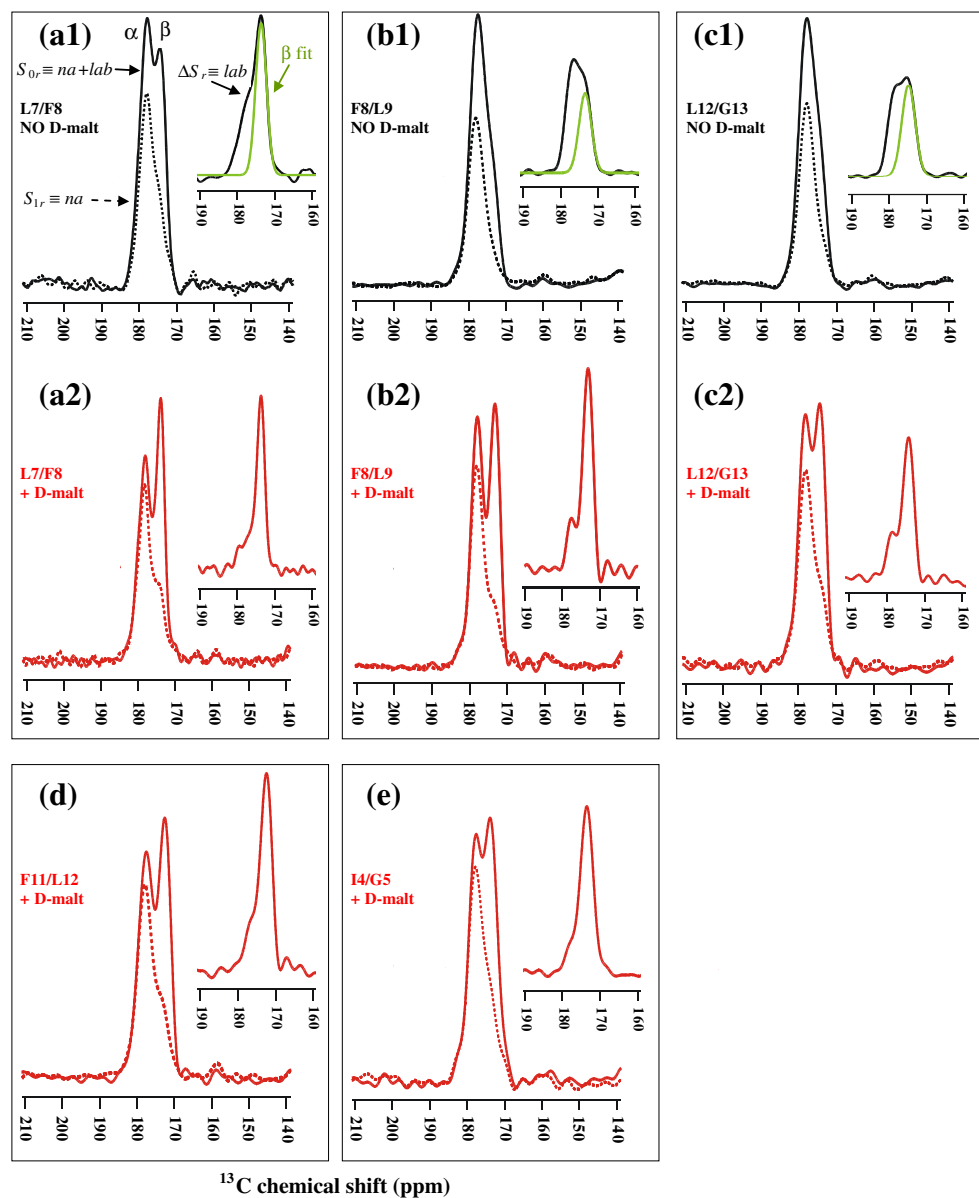 (a1)
α β
S0r ≡ na+lab
ΔSr ≡ lab
β fit
L7/F8
NO D-malt
S1r ≡ na
190 180 170 160
210 200 190 180 170 160 150 140
(b1)
F8/L9
NO D-malt
190 180 170 160
210 200 190 180 170 160 150 140
(c1)
L12/G13
NO D-malt
190 180 170 160
210 200 190 180 170 160 150 140
(a2)
L7/F8
+ D-malt
190 180 170 160
210 200 190 180 170 160 150 140
(b2)
F8/L9
+ D-malt
190 180 170 160
210 200 190 180 170 160 150 140
(c2)
L12/G13
+ D-malt
190 180 170 160
210 200 190 180 170 160 150 140
(d)
F11/L12
+ D-malt
190 180 170 160
210 200 190 180 170 160 150 140
(e)
I4/G5
+ D-malt
190 180 170 160
210 200 190 180 170 160 150 140
13C chemical shift (ppm)